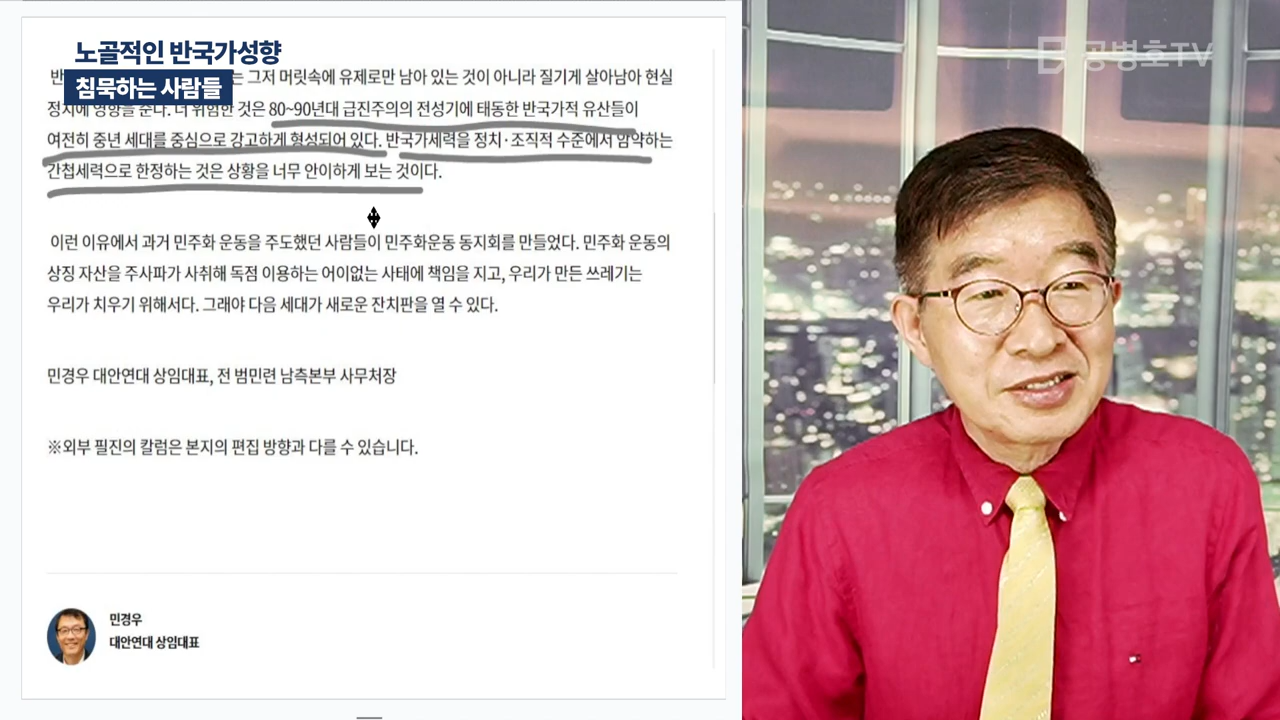 노골적인 반국가성향
침묵하는 사람들
공병호TV
반 는 그저 머릿속에 유제로만 남아 있는 것이 아니라 질기게 살아남아 현실
정치에 영향을 준다. 더 위험한 것은 80~90년대 급진주의의 전성기에 태동한 반국가적 유산들이
여전히 중년 세대를 중심으로 강고하게 형성되어 있다. 반국가세력을 정치·조직적 수준에서 암약하는
간첩세력으로 한정하는 것은 상황을 너무 안이하게 보는 것이다.
이런 이유에서 과거 민주화 운동을 주도했던 사람들이 민주화운동 동지회를 만들었다. 민주화 운동의
상징 자산을 주사파가 사취해 독점 이용하는 어이없는 사태에 책임을 지고, 우리가 만든 쓰레기는
우리가 치우기 위해서다. 그래야 다음 세대가 새로운 잔치판을 열 수 있다.
민경우 대안연대 상임대표, 전 범민련 남측본부 사무처장
※외부 필진의 칼럼은 본지의 편집 방향과 다를 수 있습니다.
민경우
대안연대 상임대표